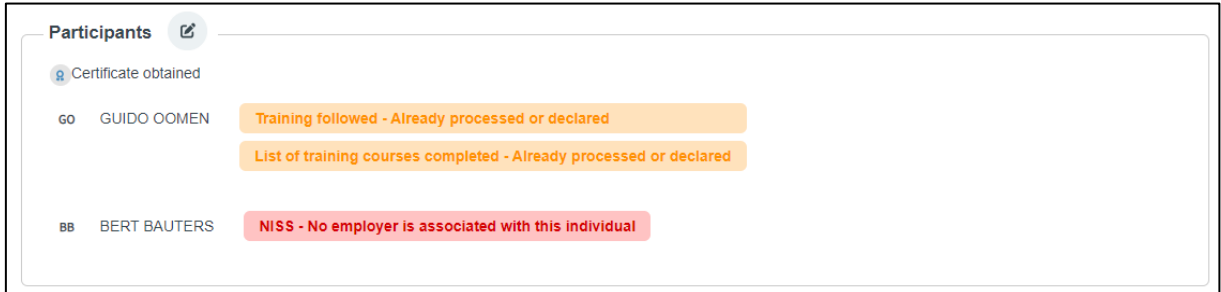 Participants
Certificate obtained
GO GUIDO OOMEN Training followed - Already processed or declared
List of training courses completed - Already processed or declared
BB BERT BAUTERS NISS - No employer is associated with this individual